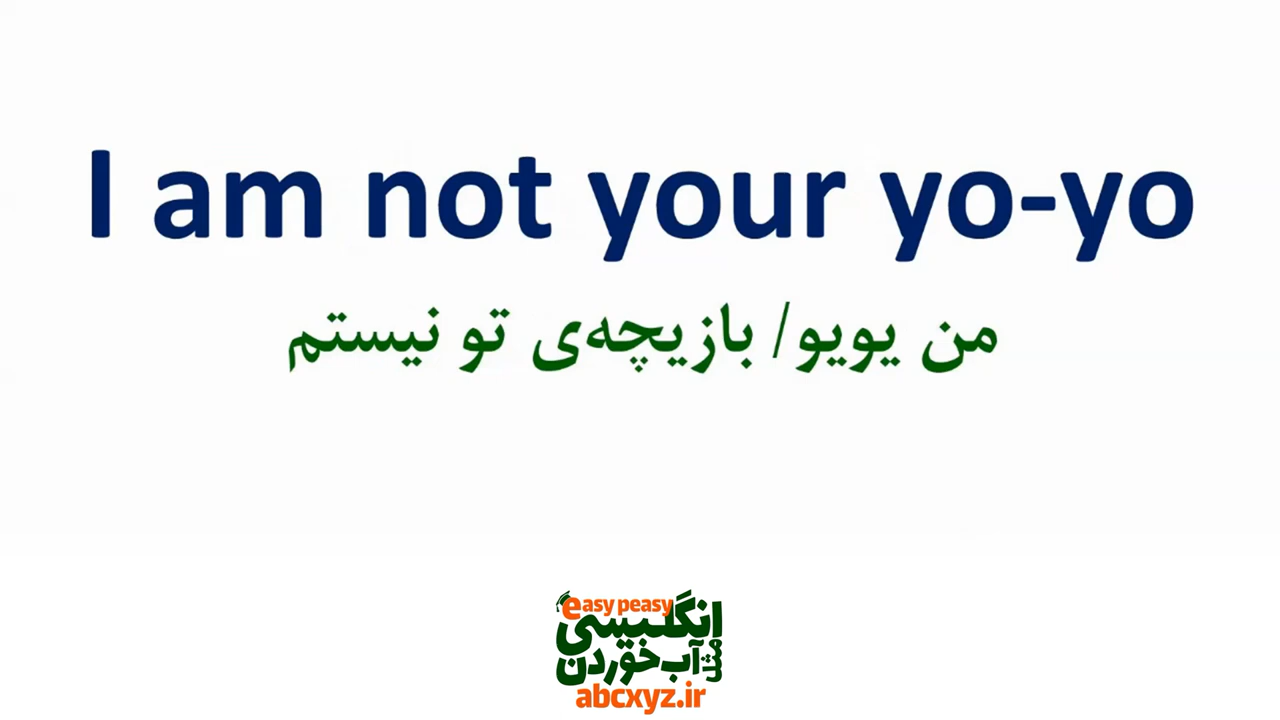 I am not your yo-yo
من یویو/ بازیچه‌ی تو نیستم
easy peasy
انگلیسی
مثل آب خوردن
abcxyz.ir